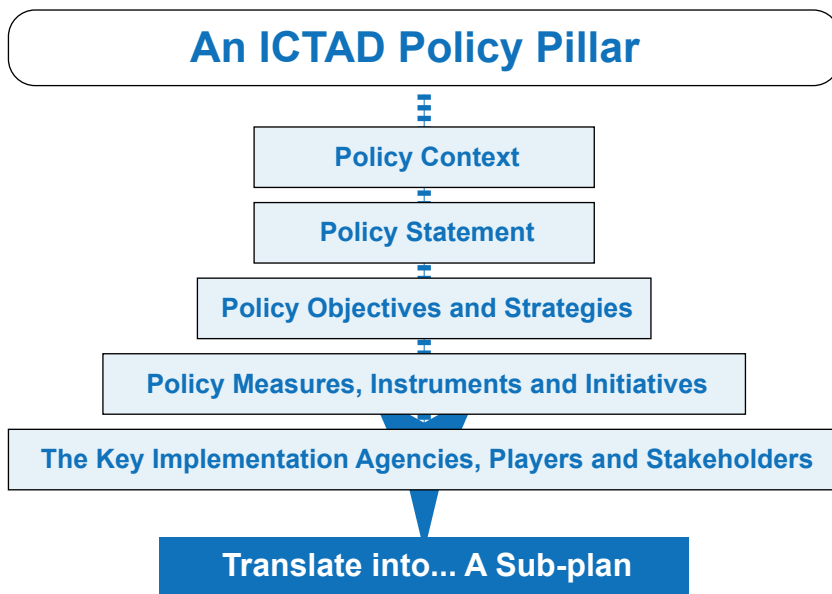 An ICTAD Policy Pillar
Policy Context
Policy Statement
Policy Objectives and Strategies
Policy Measures, Instruments and Initiatives
The Key Implementation Agencies, Players and Stakeholders
Translate into... A Sub-plan